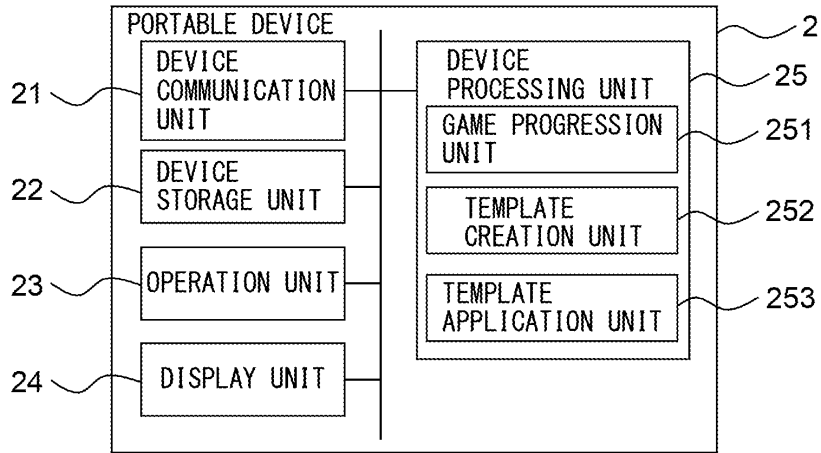 PORTABLE DEVICE
2
21
DEVICE
COMMUNICATION
UNIT
22
DEVICE
STORAGE UNIT
23
OPERATION UNIT
24
DISPLAY UNIT
DEVICE
PROCESSING UNIT
25
GAME PROGRESSION
UNIT
251
TEMPLATE
CREATION UNIT
252
TEMPLATE
APPLICATION UNIT
253